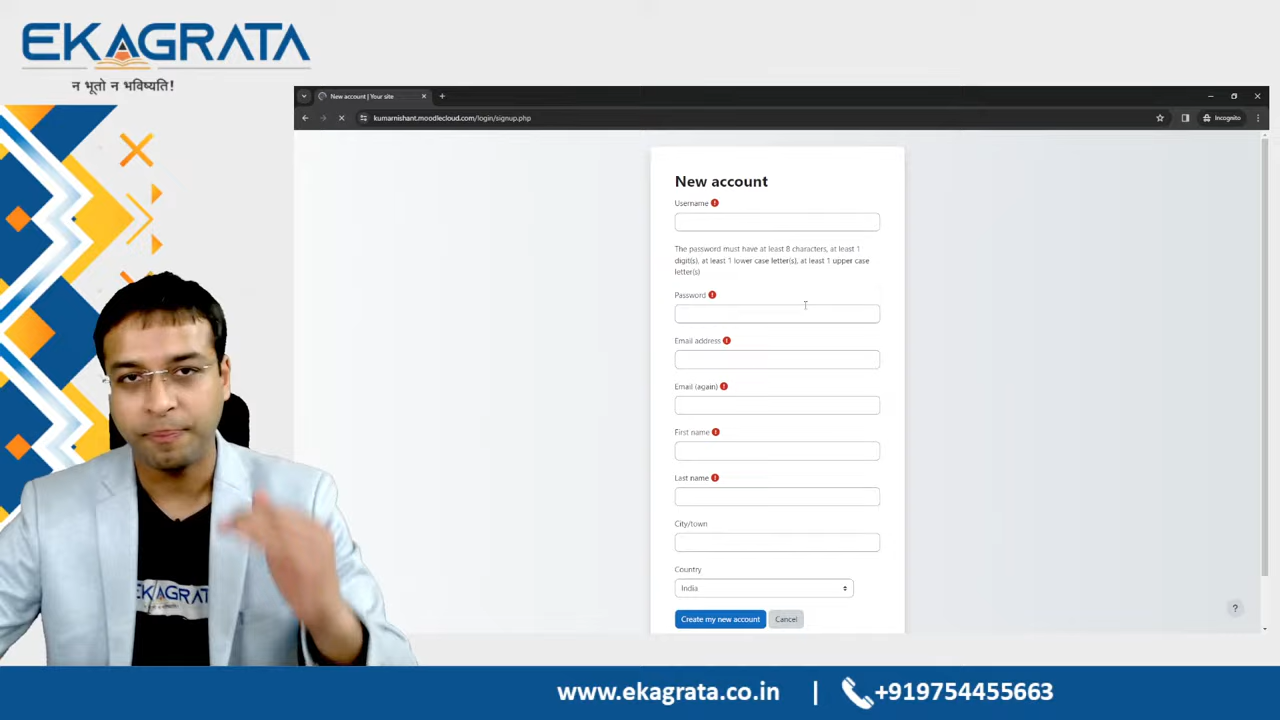 EKAGRATA
न भूतो न भविष्यति!
New account | Your site
kumarnishant.moodlecloud.com/login/signup.php
Incognito
New account
Username
The password must have at least 8 characters, at least 1
digit(s), at least 1 lower case letter(s), at least 1 upper case
letter(s)
Password
Email address
Email (again)
First name
Last name
City/town
Country
India
Create my new account
Cancel
?
EKAGRATA
www.ekagrata.co.in | +919754455663